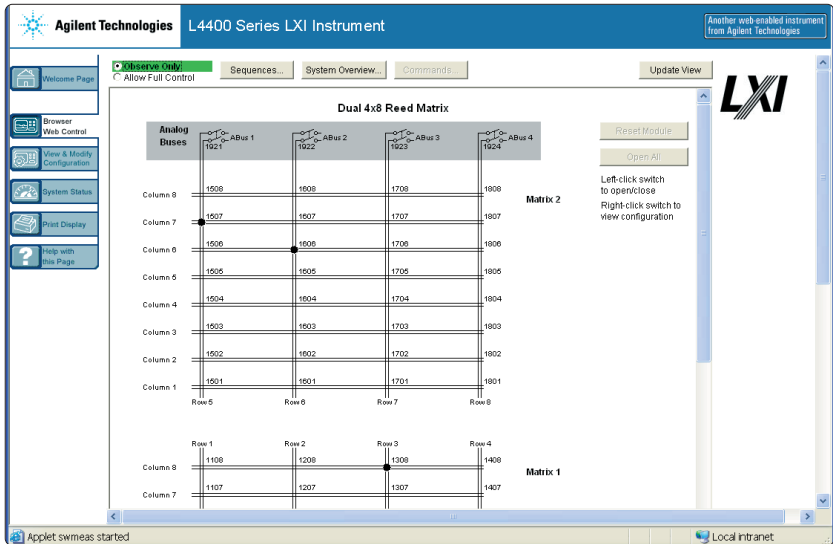 Agilent Technologies
L4400 Series LXI Instrument
Another web-enabled instrument
from Agilent Technologies
Welcome Page
Browser
Web Control
View & Modify
Configuration
System Status
Print Display
Help with
this Page
Observe Only
Allow Full Control
Sequences...
System Overview...
Commands...
Update View
LXI
Dual 4x8 Reed Matrix
Analog
Buses
ABus 1
ABus 2
ABus 3
ABus 4
1921
1922
1923
1924
Reset Module
Open All
Left-click switch
to open/close
Right-click switch to
view configuration
Matrix 2
Column 8 1508 1608 1708 1808
Column 7 1507 1607 1707 1807
Column 6 1506 1606 1706 1806
Column 5 1505 1605 1705 1805
Column 4 1504 1604 1704 1804
Column 3 1503 1603 1703 1803
Column 2 1502 1602 1702 1802
Column 1 1501 1601 1701 1801
Row 5 Row 6 Row 7 Row 8
Row 1 Row 2 Row 3 Row 4
Column 8 1108 1208 1308 1408
Matrix 1
Column 7 1107 1207 1307 1407
Applet swmeas started
Local intranet